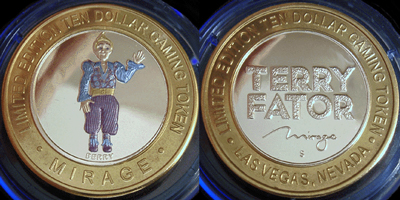 LIMITED EDITION TEN DOLLAR GAMING TOKEN
BERRY
• MIRAGE •
LIMITED EDITION TEN DOLLAR GAMING TOKEN
TERRY
FATOR
Mirage
S
• LAS VEGAS, NEVADA •